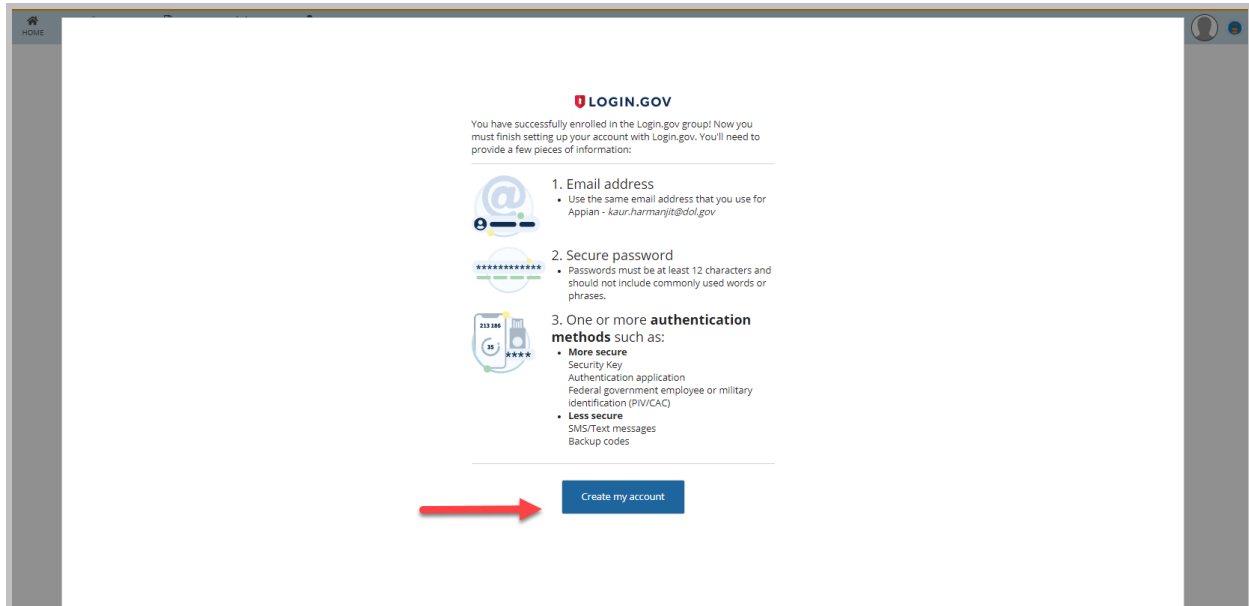 HOME
LOGIN.GOV
You have successfully enrolled in the Login.gov group! Now you
must finish setting up your account with Login.gov. You'll need to
provide a few pieces of information:
1. Email address
• Use the same email address that you use for
Appian - kaur.harmanjit@dol.gov
************
2. Secure password
• Passwords must be at least 12 characters and
should not include commonly used words or
phrases.
213 186
35
****
3. One or more authentication
methods such as:
• More secure
Security Key
Authentication application
Federal government employee or military
identification (PIV/CAC)
• Less secure
SMS/Text messages
Backup codes
Create my account